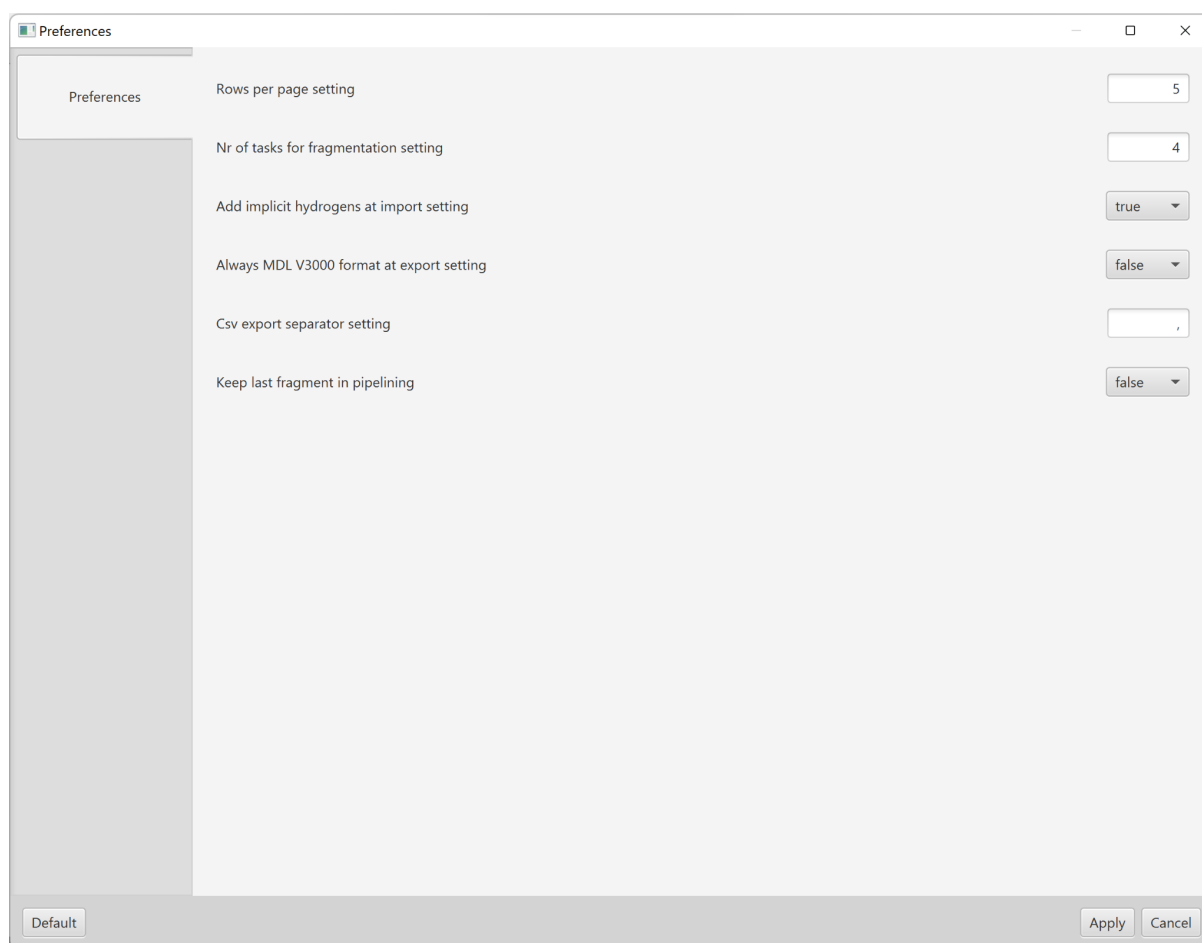 Preferences
Preferences
Rows per page setting 5
Nr of tasks for fragmentation setting 4
Add implicit hydrogens at import setting true
Always MDL V3000 format at export setting false
Csv export separator setting ,
Keep last fragment in pipelining false
Default Apply Cancel